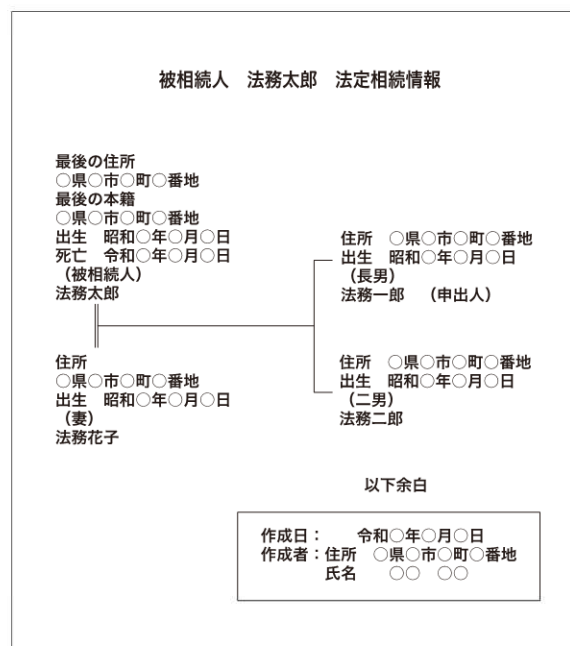 被相続人　法務太郎　法定相続情報
最後の住所
○県○市○町○番地
最後の本籍
○県○市○町○番地
出生　昭和○年○月○日
死亡　令和○年○月○日
（被相続人）
法務太郎
住所
○県○市○町○番地
出生　昭和○年○月○日
（妻）
法務花子
住所　○県○市○町○番地
出生　昭和○年○月○日
（長男）
法務一郎　（申出人）
住所　○県○市○町○番地
出生　昭和○年○月○日
（二男）
法務二郎
以下余白
作成日：　令和○年○月○日
作成者：住所　○県○市○町○番地
氏名　○○　○○